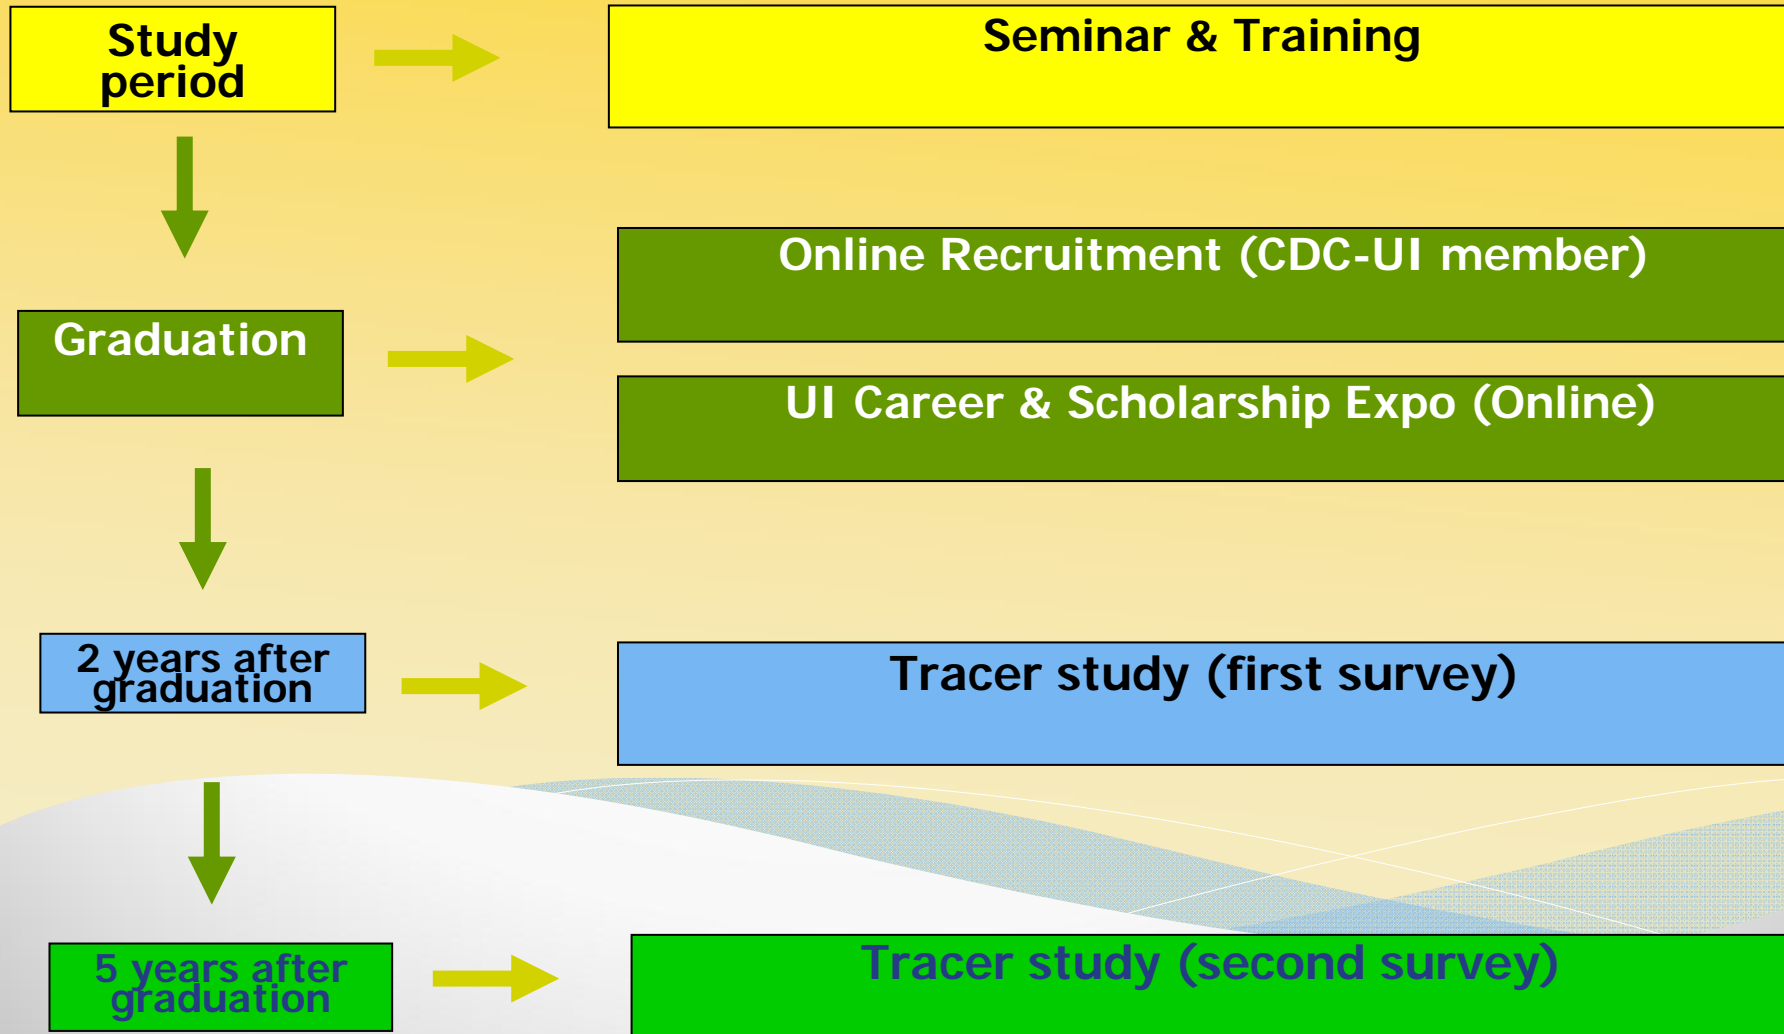 Study
period
Seminar & Training
Online Recruitment (CDC-UI member)
Graduation
UI Career & Scholarship Expo (Online)
2 years after
graduation
Tracer study (first survey)
5 years after
graduation
Tracer study (second survey)